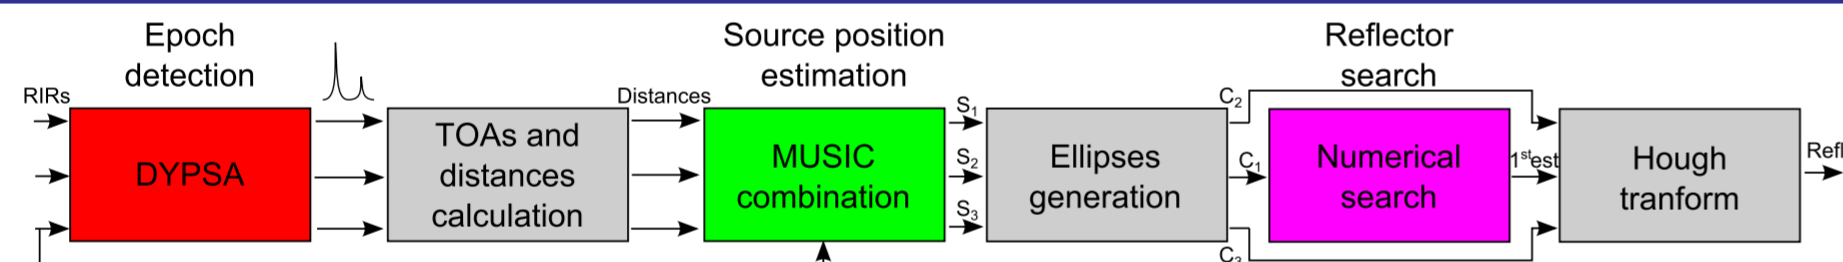 Epoch
detection
Source position
estimation
Reflector
search
RIRs
DYPSA
TOAs and
distances
calculation
Distances
MUSIC
combination
S1
S2
S3
Ellipses
generation
C2
C1
C3
Numerical
search
1st est
Hough
tranform
Refl